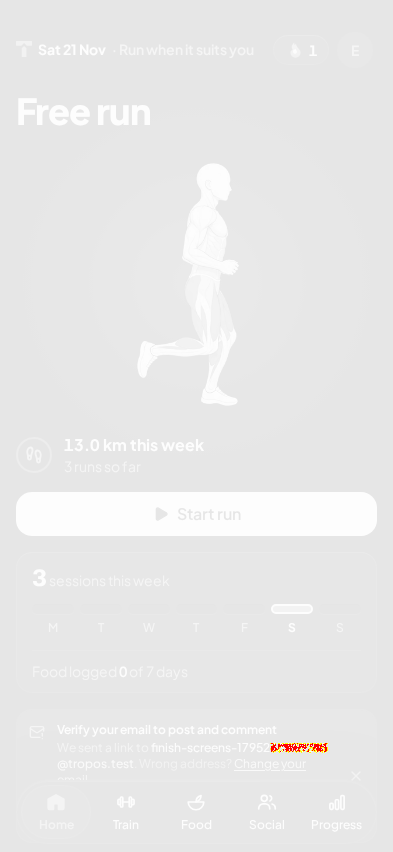 Sat 21 Nov · Run when it suits you
1
E
Free run
13.0 km this week
3 runs so far
Start run
3 sessions this week
M T W T F S S
Food logged 0 of 7 days
Verify your email to post and comment
We sent a link to finish-screens-17952
@tropos.test. Wrong address? Change your
email
Home Train Food Social Progress